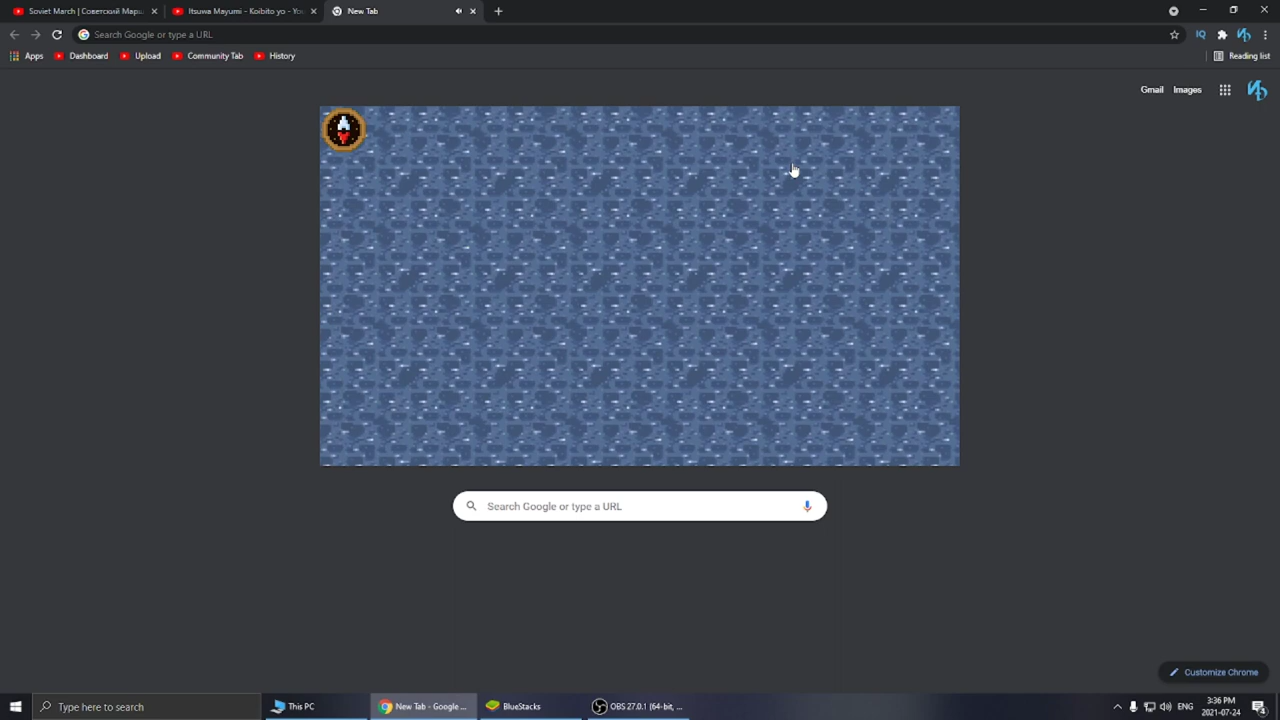 Soviet March | Советский Марш
Itsuwa Mayumi - Koibito yo - You
New Tab
Search Google or type a URL
Apps
Dashboard
Upload
Community Tab
History
Reading list
Gmail
Images
Search Google or type a URL
Customize Chrome
Type here to search
This PC
New Tab - Google ...
BlueStacks
OBS 27.0.1 (64-bit, ...
ENG
3:36 PM
2021-07-24
4